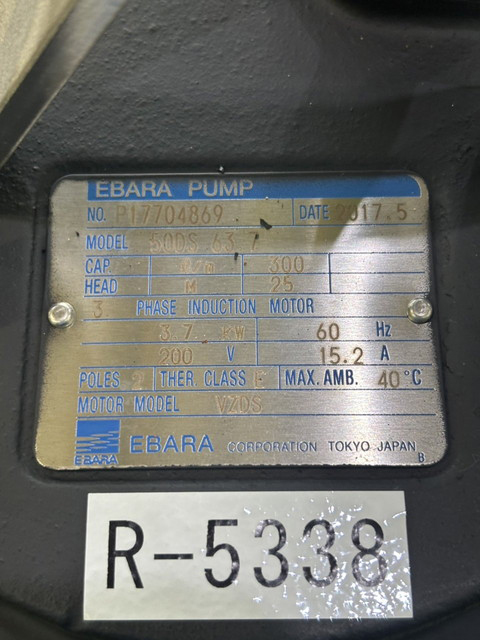 EBARA PUMP
NO. P17704869 DATE 2017.5
MODEL 50DS 63.7
CAP. 300
HEAD M 25
3 PHASE INDUCTION MOTOR
3.7 KW 60 Hz
200 V 15.2 A
POLES 2 THER. CLASS E MAX. AMB. 40°C
MOTOR MODEL VZDS
EBARA EBARA CORPORATION TOKYO JAPAN
B
R-5338